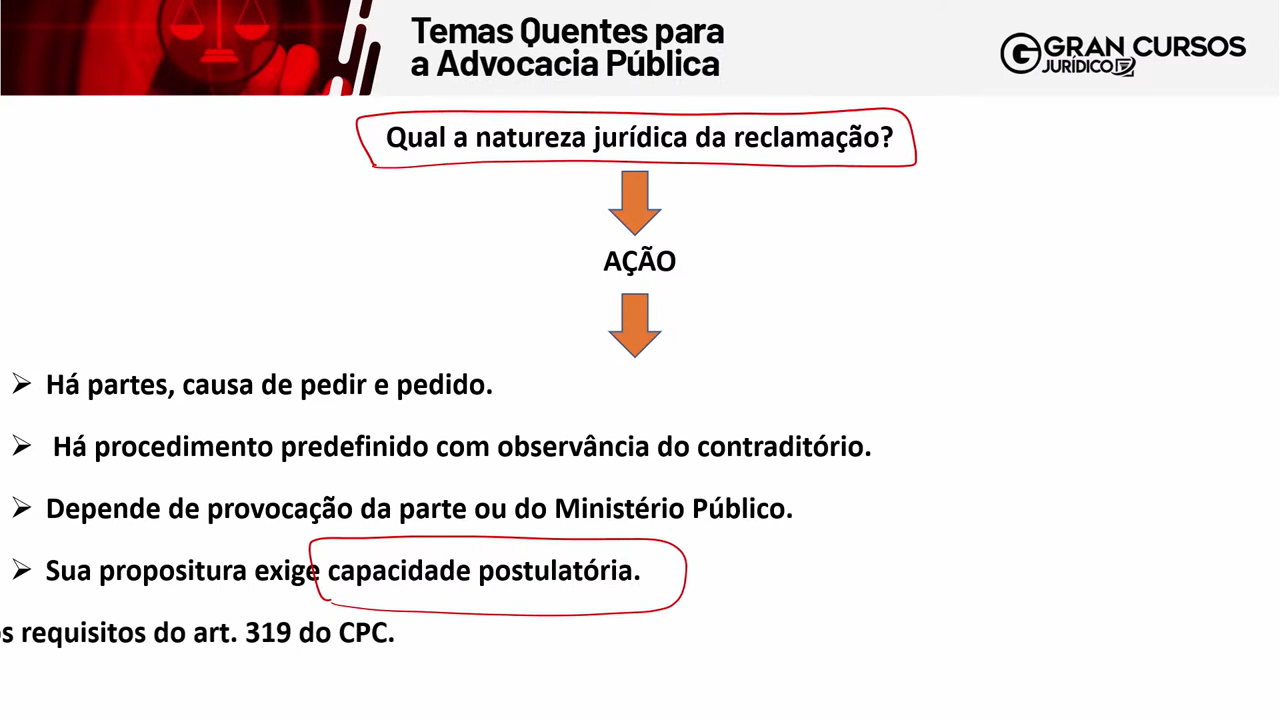 Temas Quentes para
a Advocacia Pública
GRAN CURSOS
JURÍDICO
Qual a natureza jurídica da reclamação?
AÇÃO
Há partes, causa de pedir e pedido.
Há procedimento predefinido com observância do contraditório.
Depende de provocação da parte ou do Ministério Público.
Sua propositura exige capacidade postulatória.
os requisitos do art. 319 do CPC.